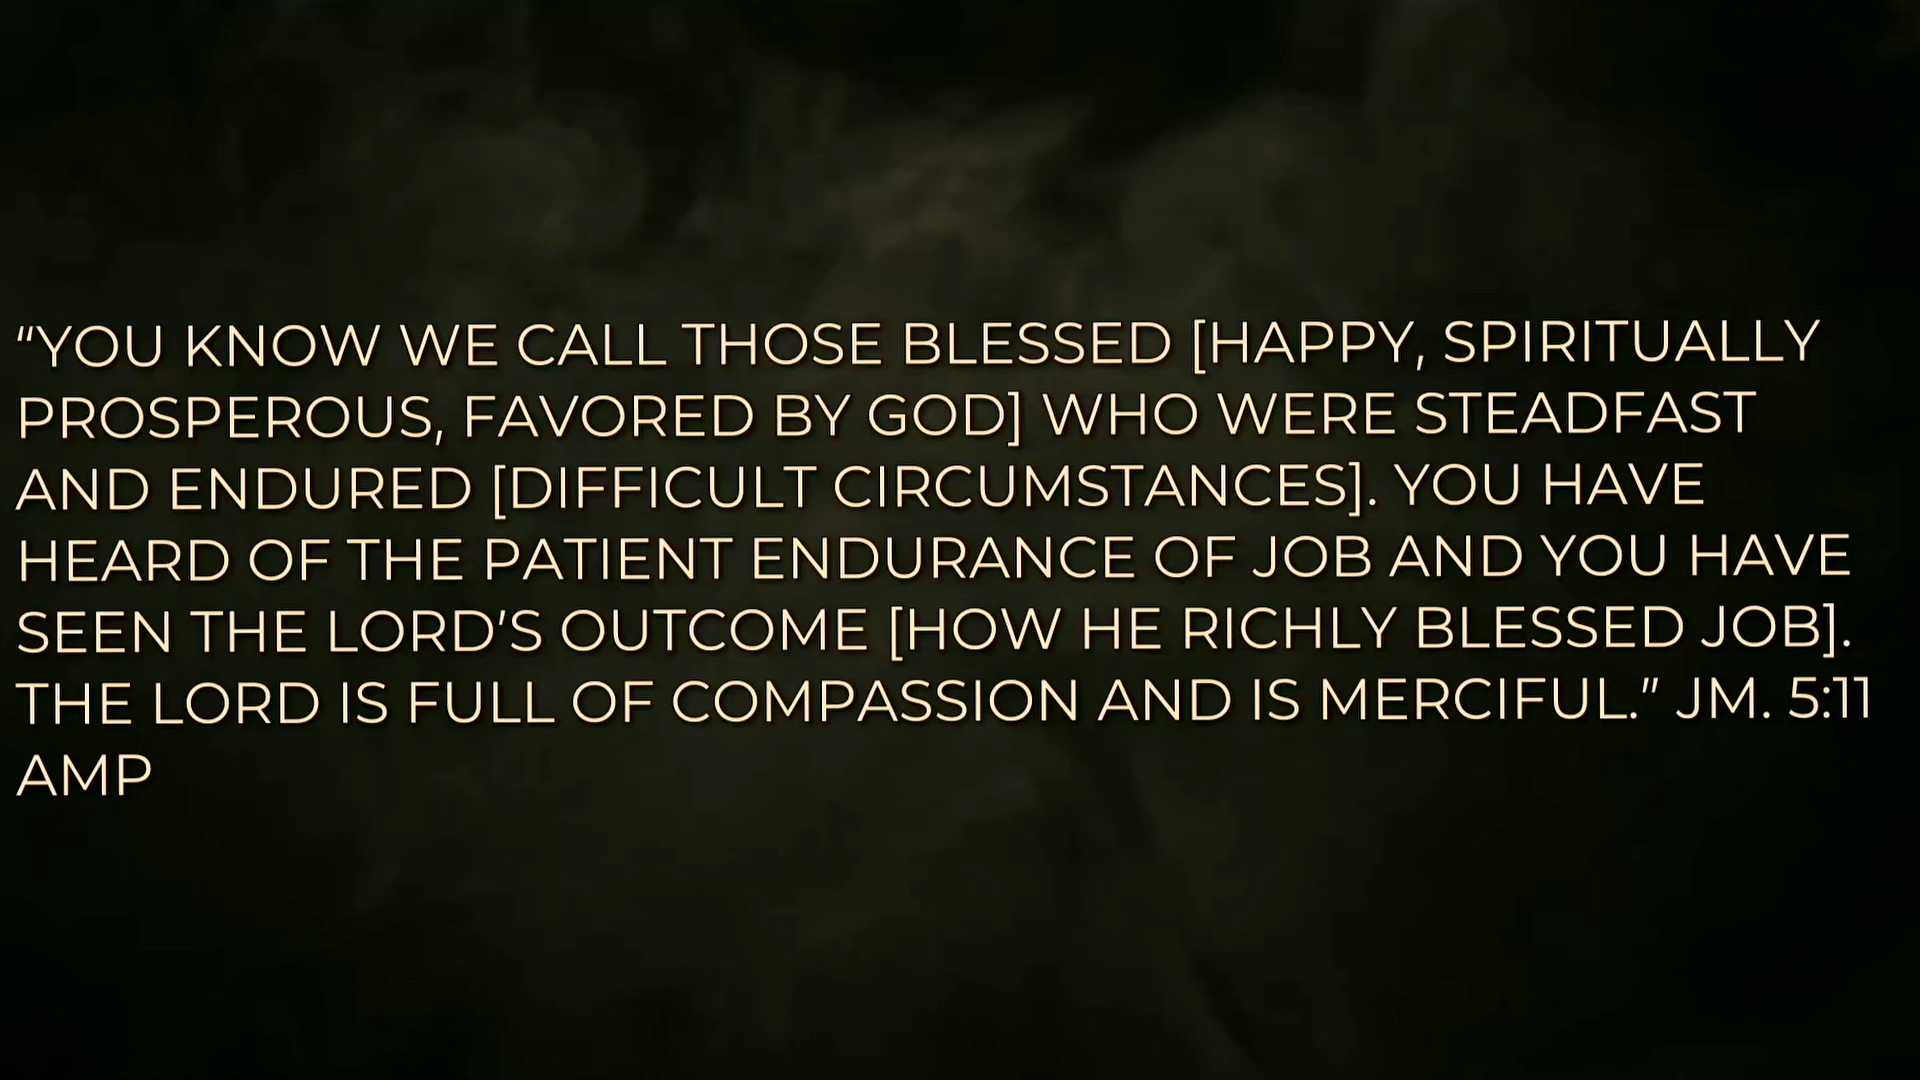 “YOU KNOW WE CALL THOSE BLESSED [HAPPY, SPIRITUALLY
PROSPEROUS, FAVORED BY GOD] WHO WERE STEADFAST
AND ENDURED [DIFFICULT CIRCUMSTANCES]. YOU HAVE
HEARD OF THE PATIENT ENDURANCE OF JOB AND YOU HAVE
SEEN THE LORD’S OUTCOME [HOW HE RICHLY BLESSED JOB].
THE LORD IS FULL OF COMPASSION AND IS MERCIFUL.” JM. 5:11
AMP